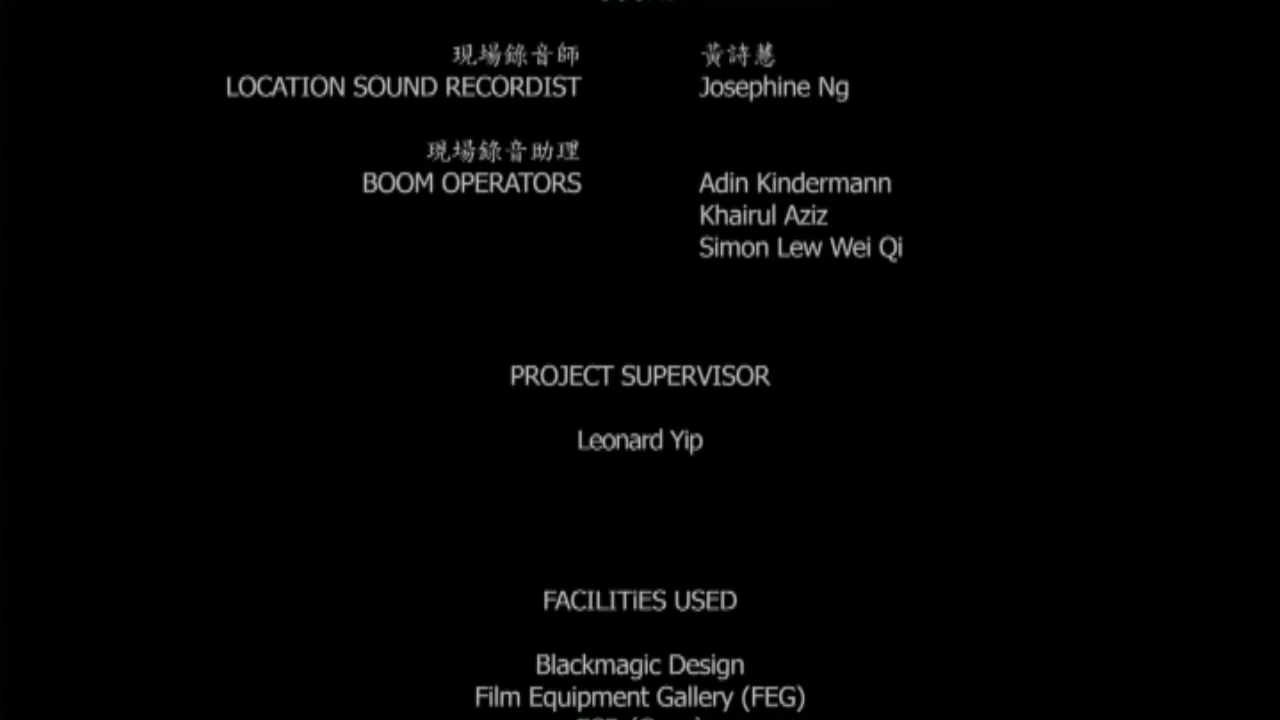 現場錄音師 黃詩慧
LOCATION SOUND RECORDIST Josephine Ng
現場錄音助理
BOOM OPERATORS Adin Kindermann
Khairul Aziz
Simon Lew Wei Qi
PROJECT SUPERVISOR
Leonard Yip
FACILITiES USED
Blackmagic Design
Film Equipment Gallery (FEG)